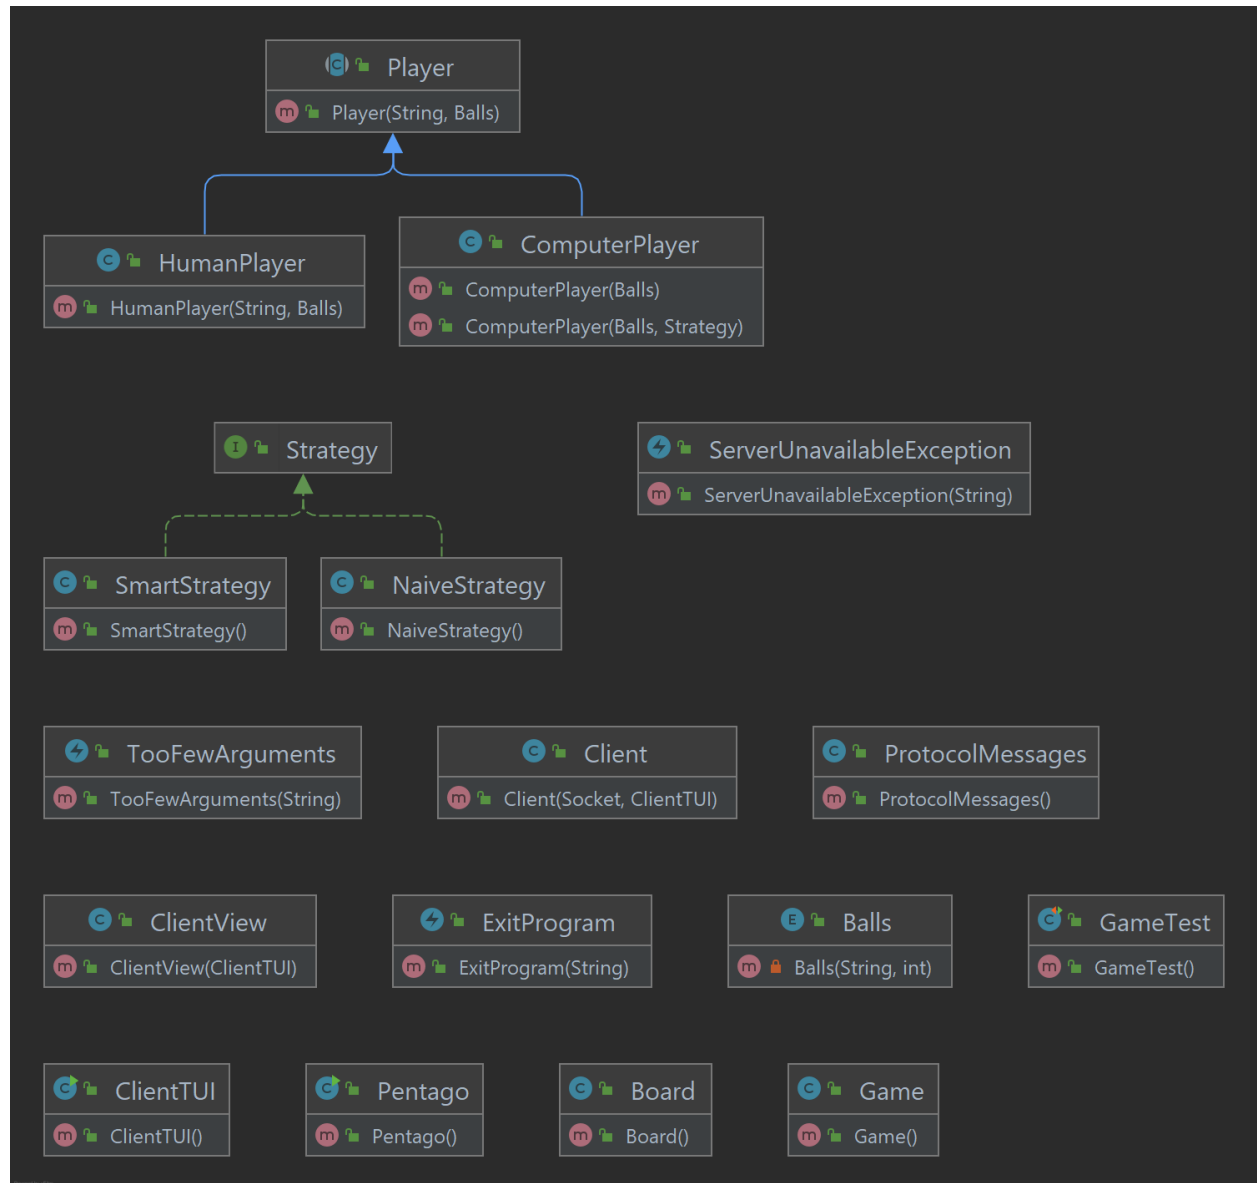 Player
Player(String, Balls)
HumanPlayer
HumanPlayer(String, Balls)
ComputerPlayer
ComputerPlayer(Balls)
ComputerPlayer(Balls, Strategy)
Strategy
ServerUnavailableException
ServerUnavailableException(String)
SmartStrategy
SmartStrategy()
NaiveStrategy
NaiveStrategy()
TooFewArguments
TooFewArguments(String)
Client
Client(Socket, ClientTUI)
ProtocolMessages
ProtocolMessages()
ClientView
ClientView(ClientTUI)
ExitProgram
ExitProgram(String)
Balls
Balls(String, int)
GameTest
GameTest()
ClientTUI
ClientTUI()
Pentago
Pentago()
Board
Board()
Game
Game()